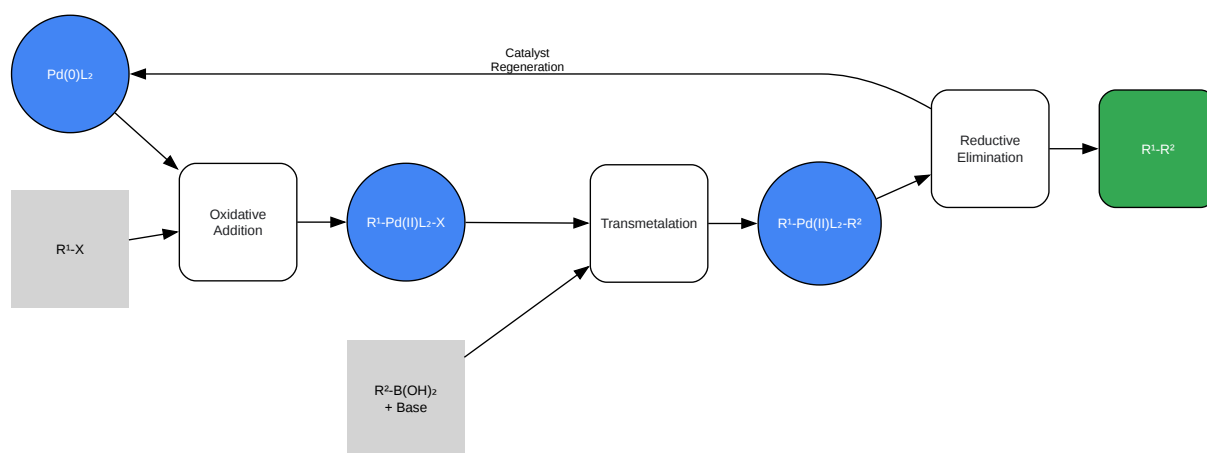 Catalyst
Regeneration
Pd(0)L₂
Reductive
Elimination
R¹-R²
Oxidative
Addition
R¹-Pd(II)L₂-X
Transmetalation
R¹-Pd(II)L₂-R²
R¹-X
R²-B(OH)₂
+ Base